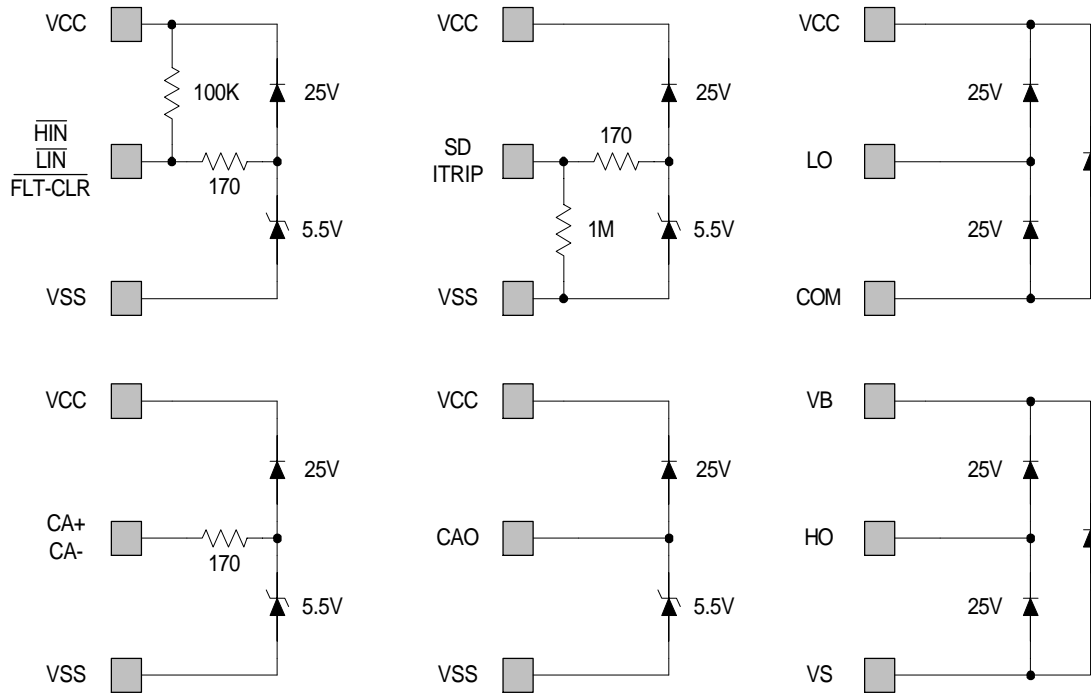 VCC
100K
25V
HIN
LIN
FLT-CLR
170
5.5V
VSS
VCC
25V
170
SD
ITRIP
1M
5.5V
VSS
VCC
25V
LO
25V
COM
VCC
25V
CA+
CA-
170
5.5V
VSS
VCC
25V
CAO
5.5V
VSS
VB
25V
HO
25V
VS